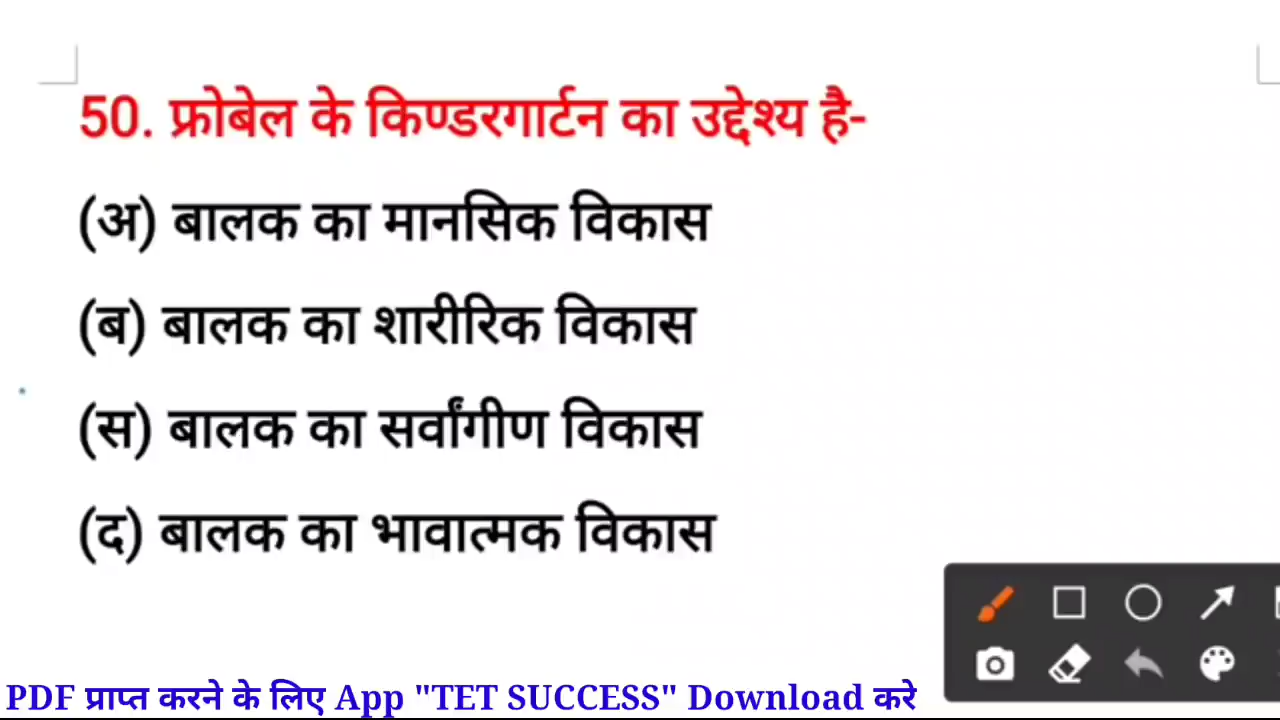 50. फ्रोबेल के किण्डरगार्टन का उद्देश्य है-
(अ) बालक का मानसिक विकास
(ब) बालक का शारीरिक विकास
(स) बालक का सर्वांगीण विकास
(द) बालक का भावात्मक विकास
PDF प्राप्त करने के लिए App "TET SUCCESS" Download करे